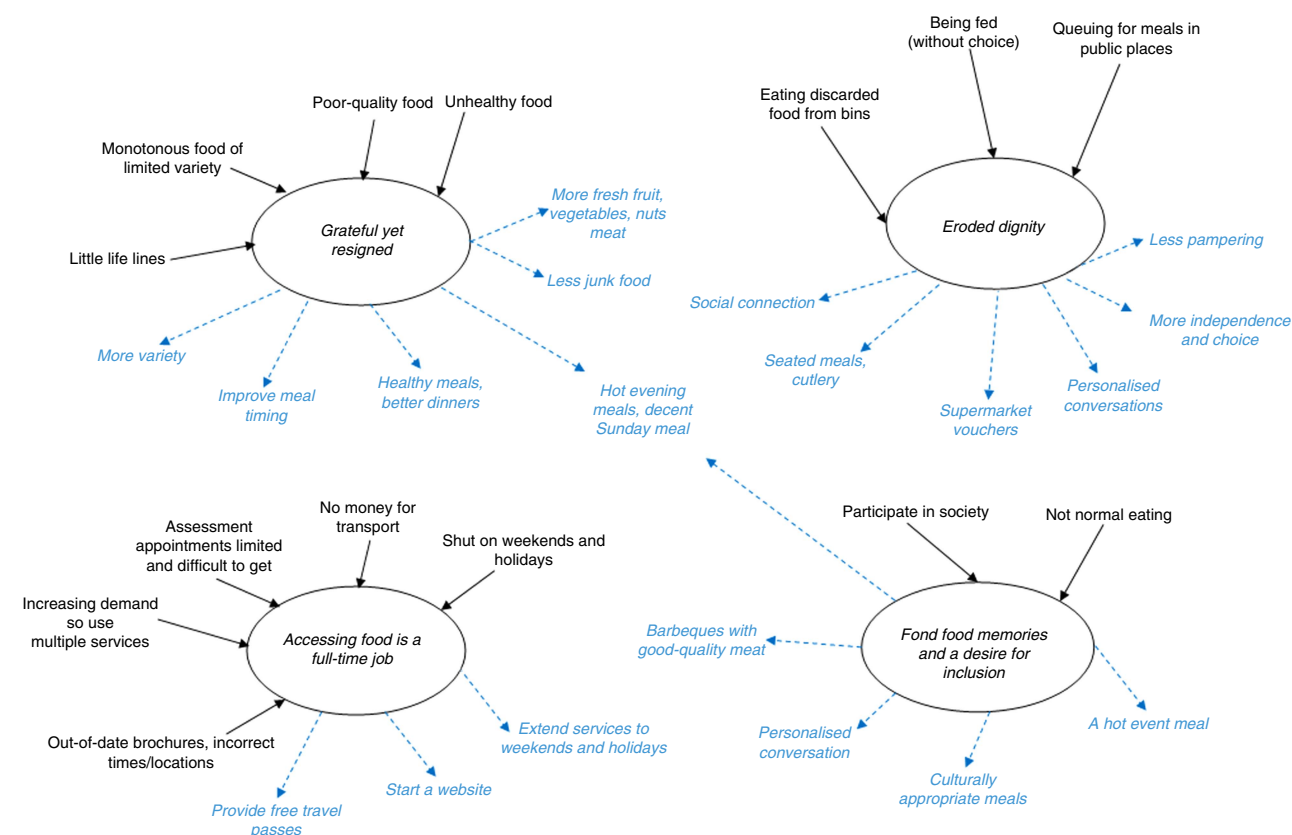 Being fed
(without choice)
Queuing for meals in
public places
Eating discarded
food from bins
Poor-quality food
Unhealthy food
Monotonous food of
limited variety
Little life lines
Grateful yet
resigned
More fresh fruit,
vegetables, nuts
meat
Less junk food
More variety
Improve meal
timing
Healthy meals,
better dinners
Hot evening
meals, decent
Sunday meal
Eroded dignity
Less pampering
Social connection
More independence
and choice
Seated meals,
cutlery
Supermarket
vouchers
Personalised
conversations
No money for
transport
Assessment
appointments limited
and difficult to get
Shut on weekends and
holidays
Increasing demand
so use
multiple services
Accessing food is a
full-time job
Out-of-date brochures, incorrect
times/locations
Extend services to
weekends and holidays
Start a website
Provide free travel
passes
Participate in society
Not normal eating
Fond food memories
and a desire for
inclusion
Barbeques with
good-quality meat
Personalised
conversation
Culturally
appropriate meals
A hot event meal